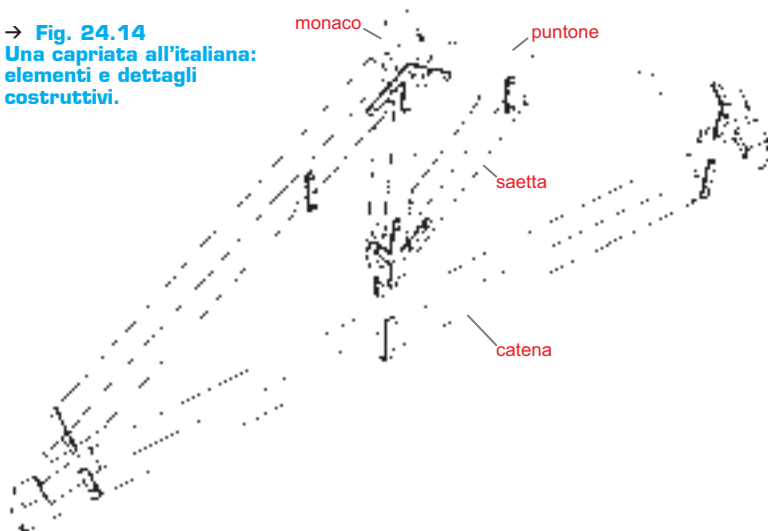 → Fig. 24.14
Una capriata all'italiana:
elementi e dettagli
costruttivi.
monaco
puntone
saetta
catena